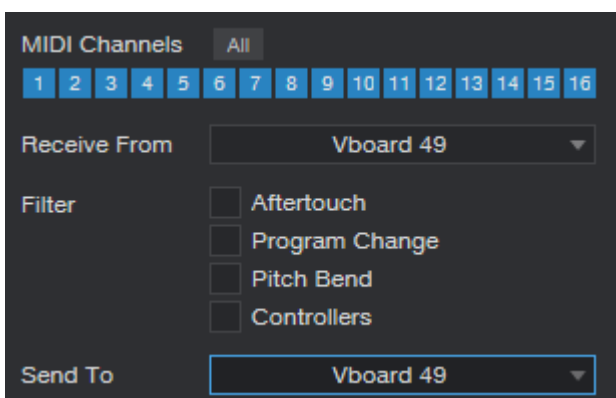 MIDI Channels All
1 2 3 4 5 6 7 8 9 10 11 12 13 14 15 16
Receive From Vboard 49
Filter Aftertouch
Program Change
Pitch Bend
Controllers
Send To Vboard 49